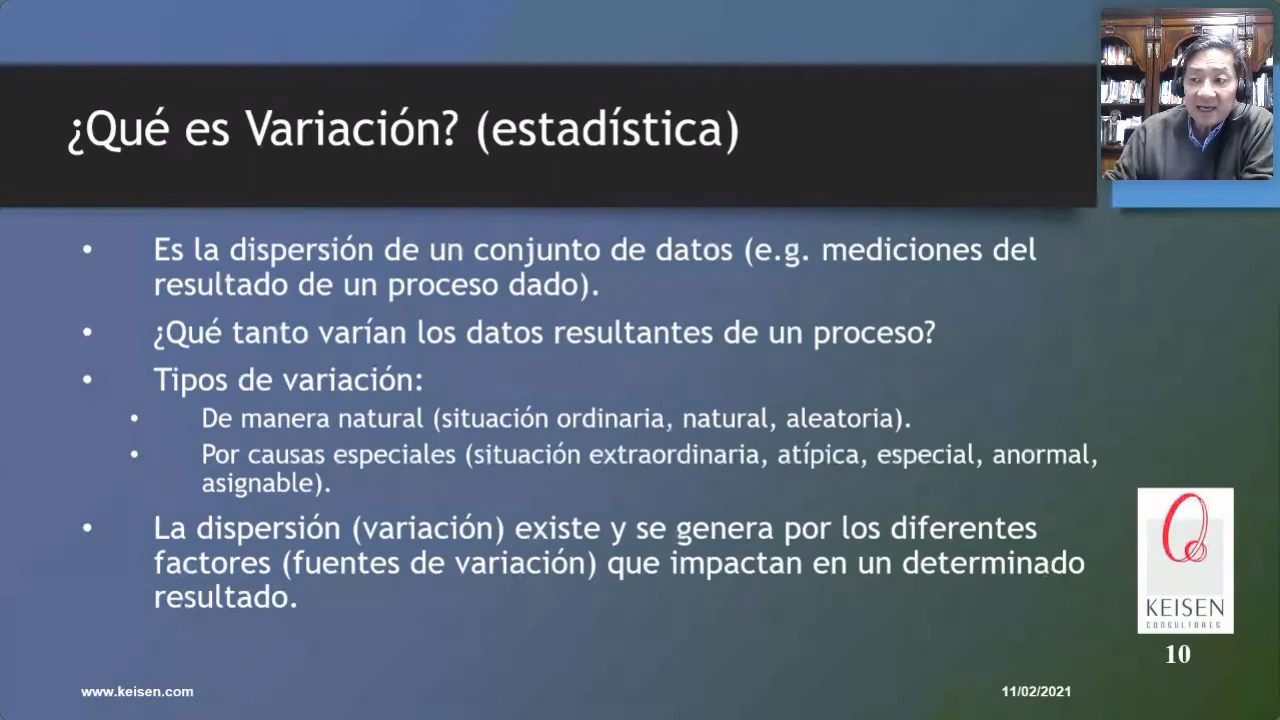 ¿Qué es Variación? (estadística)
• Es la dispersión de un conjunto de datos (e.g. mediciones del
resultado de un proceso dado).
• ¿Qué tanto varían los datos resultantes de un proceso?
• Tipos de variación:
• De manera natural (situación ordinaria, natural, aleatoria).
• Por causas especiales (situación extraordinaria, atípica, especial, anormal,
asignable).
• La dispersión (variación) existe y se genera por los diferentes
factores (fuentes de variación) que impactan en un determinado
resultado.
KEISEN
CONSULTORES
10
www.keisen.com
11/02/2021